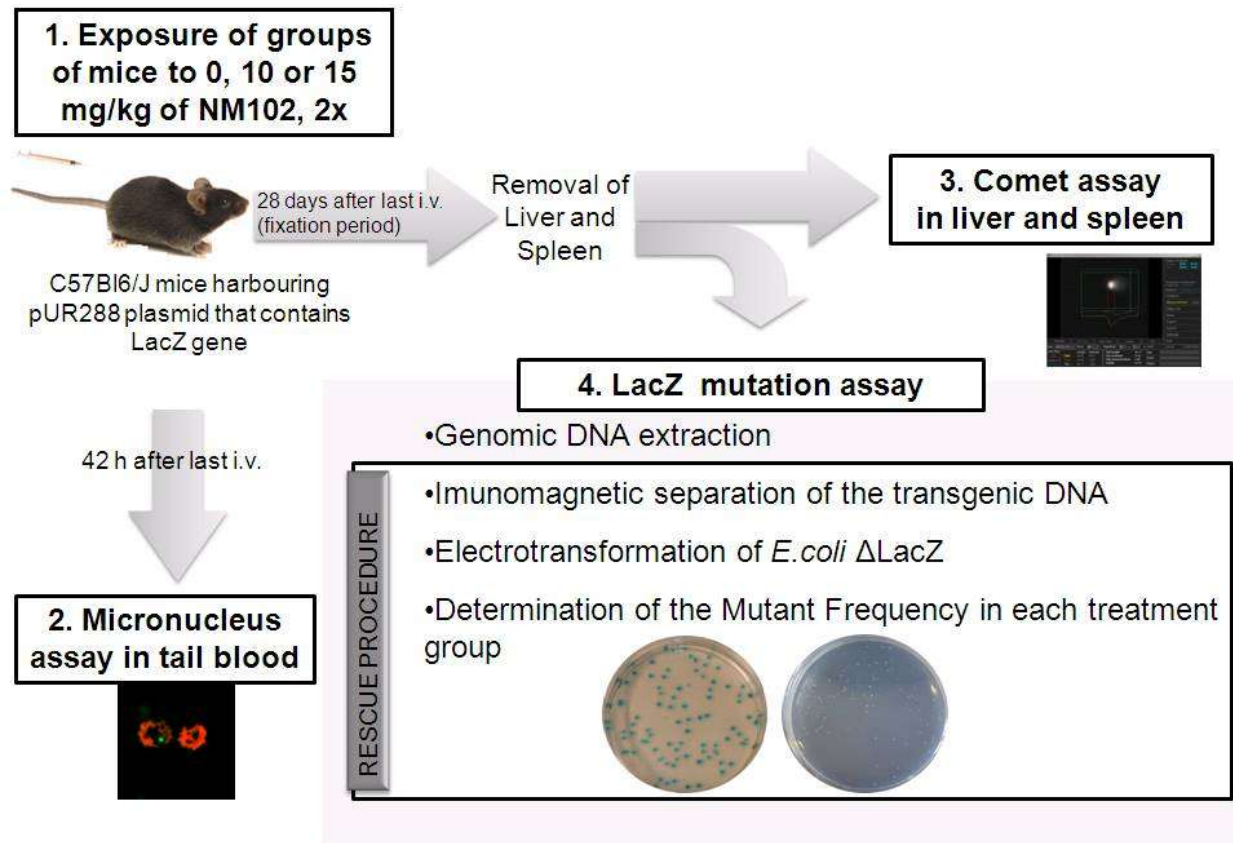 1. Exposure of groups
of mice to 0, 10 or 15
mg/kg of NM102, 2x
28 days after last i.v.
(fixation period)
Removal of
Liver and
Spleen
3. Comet assay
in liver and spleen
C57Bl6/J mice harbouring
pUR288 plasmid that contains
LacZ gene
42 h after last i.v.
2. Micronucleus
assay in tail blood
4. LacZ mutation assay
•Genomic DNA extraction
RESCUE PROCEDURE
•Imunomagnetic separation of the transgenic DNA
•Electrotransformation of E.coli ΔLacZ
•Determination of the Mutant Frequency in each treatment
group